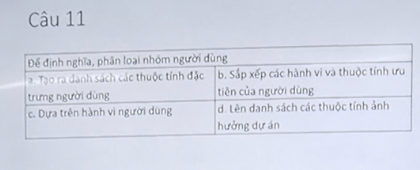 Câu 11
Để định nghĩa, phân loại nhóm người dùng
a. Tạo ra danh sách các thuộc tính đặc
trưng người dùng
b. Sắp xếp các hành vi và thuộc tính ưu
tiên của người dùng
c. Dựa trên hành vi người dùng
d. Lên danh sách các thuộc tính ảnh
hưởng dự án